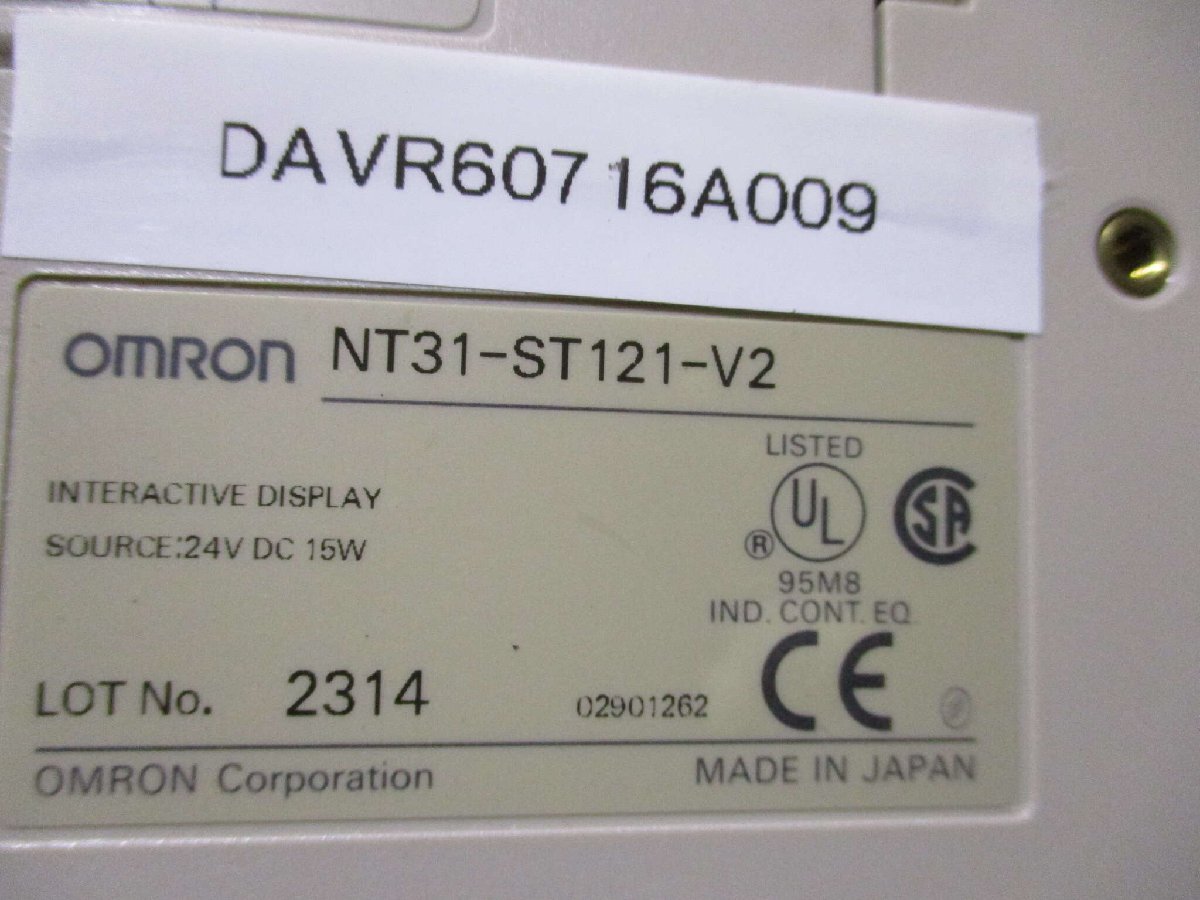 DAVR60716A009
OMRON NT31-ST121-V2
LISTED
UL
®
SA
INTERACTIVE DISPLAY
SOURCE:24V DC 15W
95M8
IND. CONT. EQ.
LOT No. 2314 02901262 CE
OMRON Corporation MADE IN JAPAN